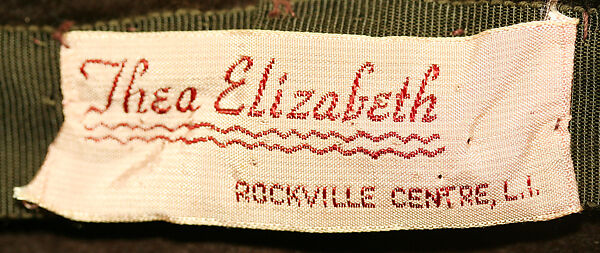 Thea Elizabeth
ROCKVILLE CENTRE, L.I.